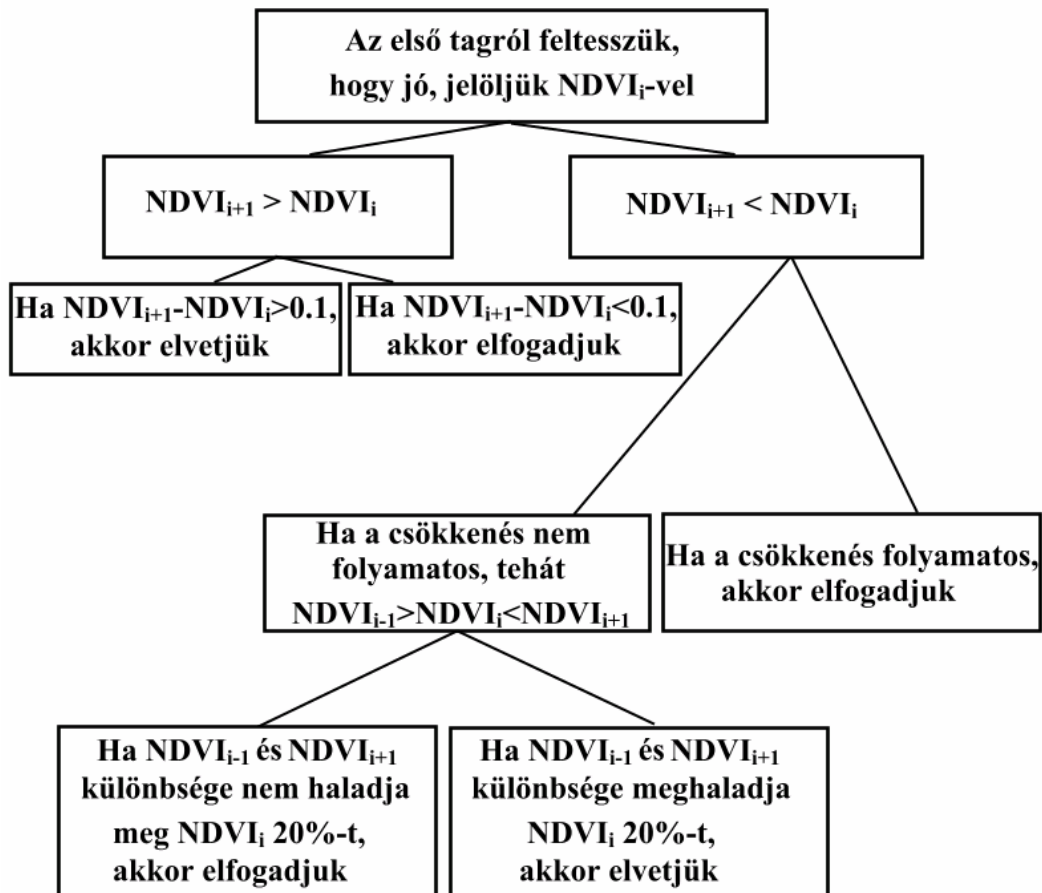 Az első tagról feltesszük,
hogy jó, jelöljük NDVIᵢ-vel
NDVIᵢ₊₁ > NDVIᵢ
NDVIᵢ₊₁ < NDVIᵢ
Ha NDVIᵢ₊₁-NDVIᵢ>0.1,
akkor elvetjük
Ha NDVIᵢ₊₁-NDVIᵢ<0.1,
akkor elfogadjuk
Ha a csökkenés nem
folyamatos, tehát
NDVIᵢ₋₁>NDVIᵢ<NDVIᵢ₊₁
Ha a csökkenés folyamatos,
akkor elfogadjuk
Ha NDVIᵢ₋₁ és NDVIᵢ₊₁
különbsége nem haladja
meg NDVIᵢ 20%-t,
akkor elfogadjuk
Ha NDVIᵢ₋₁ és NDVIᵢ₊₁
különbsége meghaladja
NDVIᵢ 20%-t,
akkor elvetjük